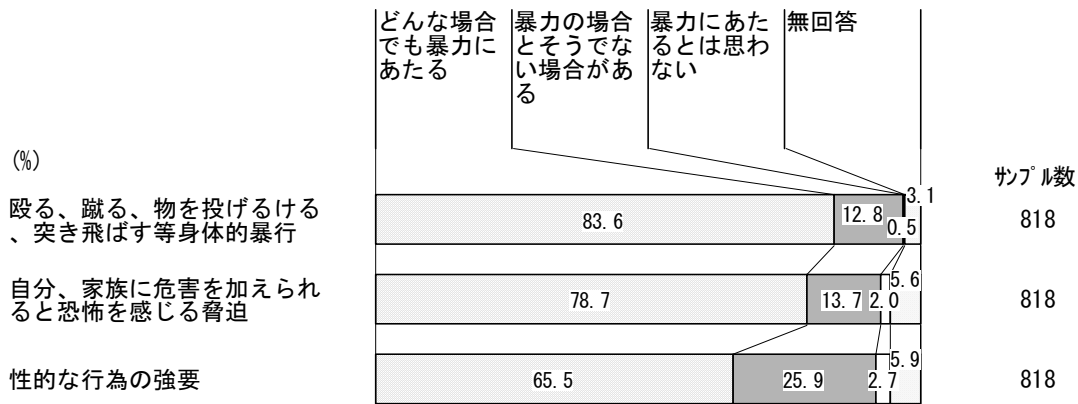 どんな場合
でも暴力に
あたる
暴力の場合
とそうでな
い場合があ
る
暴力にあた
るとは思わ
ない
無回答
(%)
ｻﾝﾌﾟﾙ数
殴る、蹴る、物を投げるける
、突き飛ばす等身体的暴行
83.6
12.8
0.5
3.1
818
自分、家族に危害を加えられ
ると恐怖を感じる脅迫
78.7
13.7
2.0
5.6
818
性的な行為の強要
65.5
25.9
2.7
5.9
818